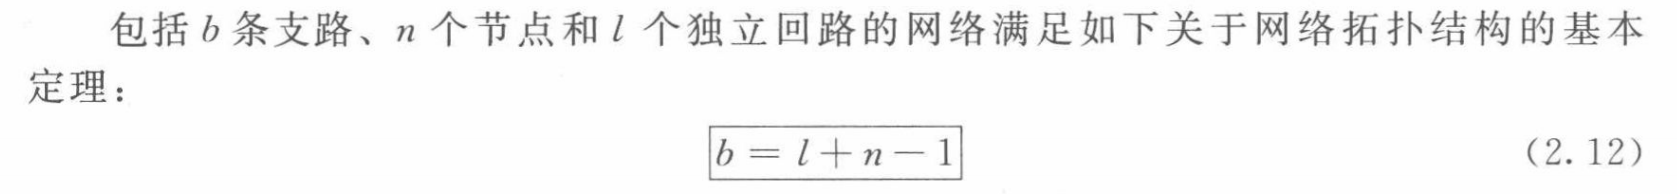 包括 b 条支路、n 个节点和 l 个独立回路的网络满足如下关于网络拓扑结构的基本
定理：
b = l + n − 1 (2.12)